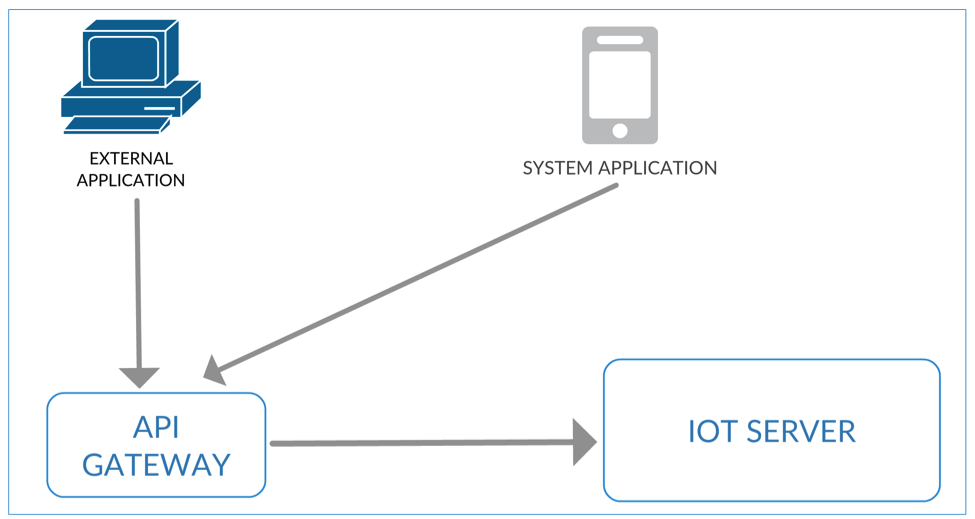 EXTERNAL
APPLICATION
SYSTEM APPLICATION
API
GATEWAY
IOT SERVER